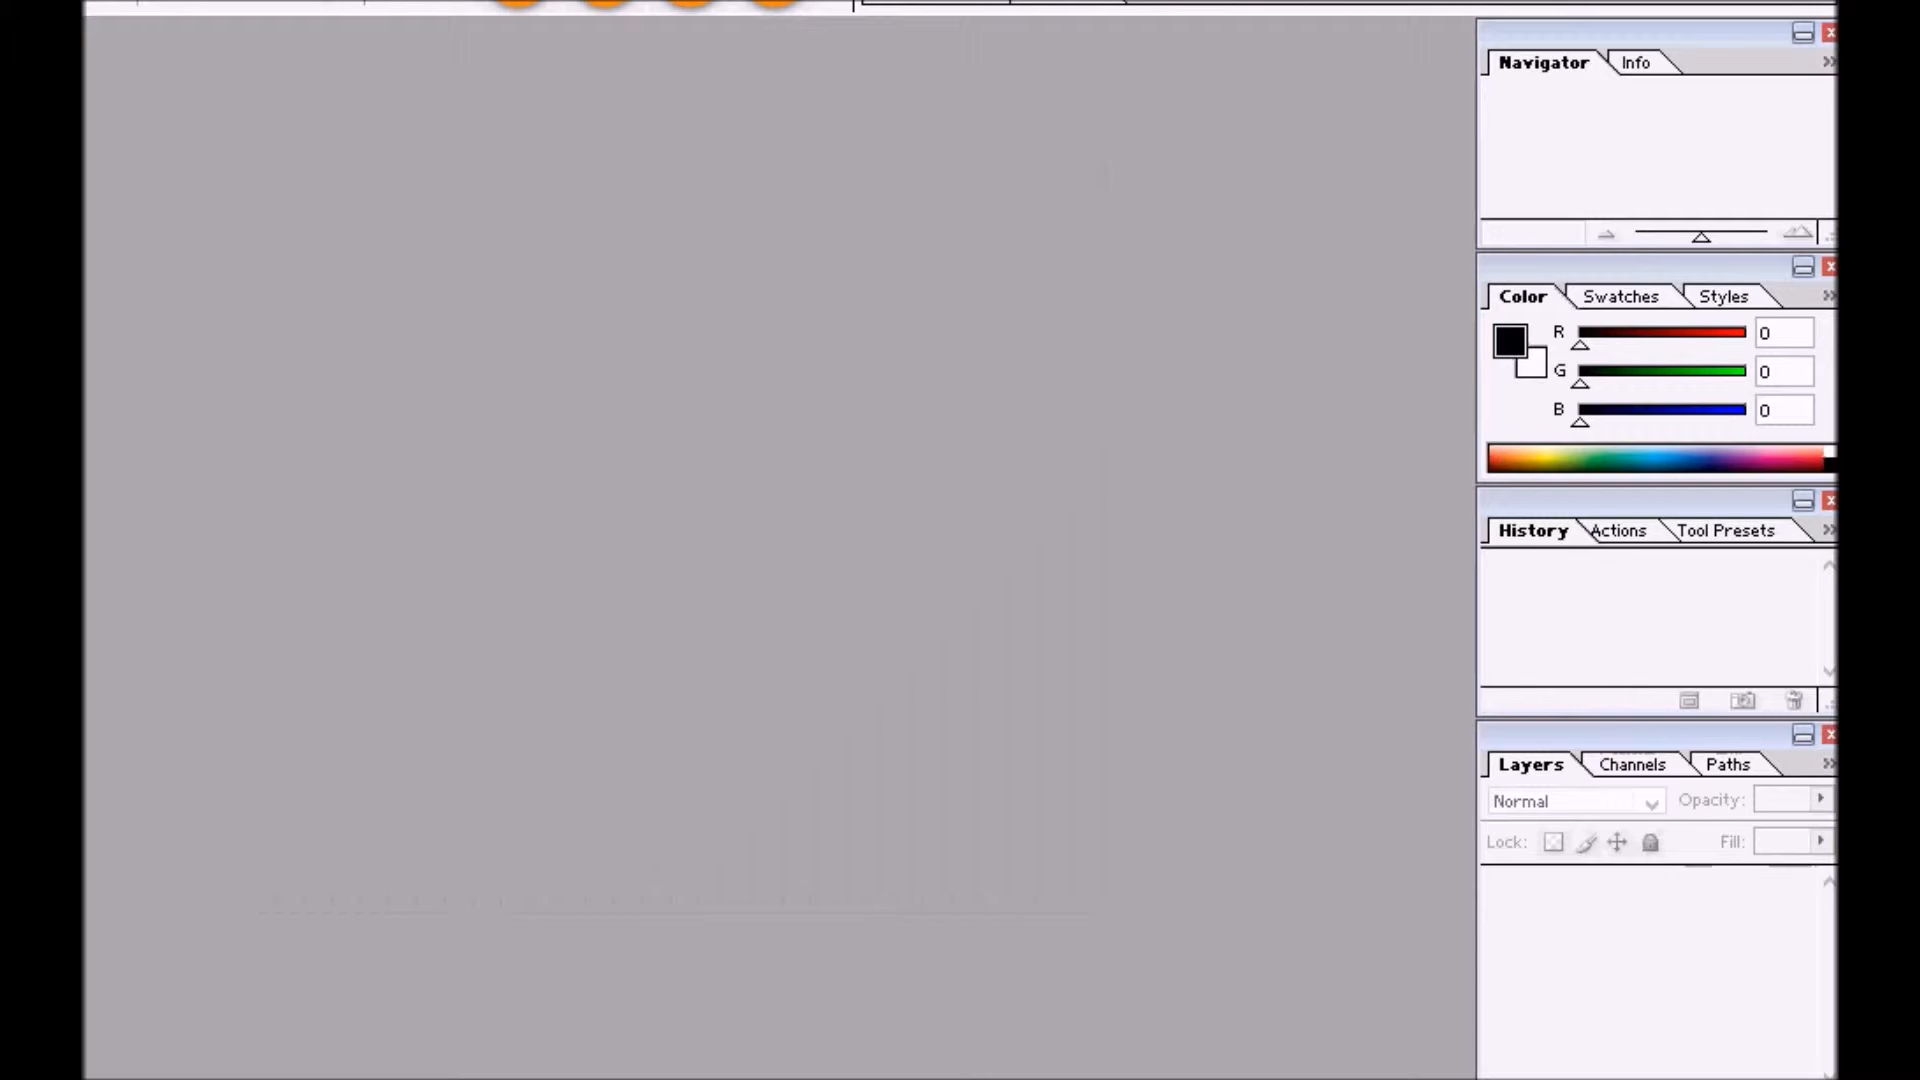 Navigator Info
Color Swatches Styles
R 0
G 0
B 0
History Actions Tool Presets
Layers Channels Paths
Normal Opacity:
Lock: Fill: